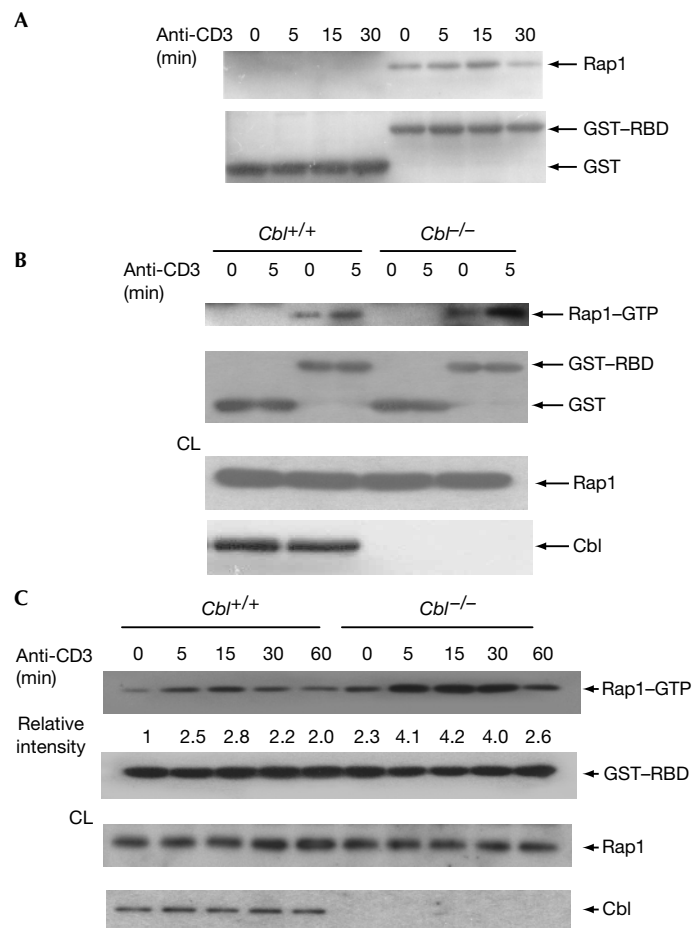 A
Anti-CD3 0 5 15 30 0 5 15 30
(min)
Rap1
GST–RBD
GST
Cbl+/+ Cbl–/–
B
Anti-CD3 0 5 0 5 0 5 0 5
(min)
Rap1–GTP
GST–RBD
GST
CL
Rap1
Cbl
C
Cbl+/+ Cbl–/–
Anti-CD3 0 5 15 30 60 0 5 15 30 60
(min)
Rap1–GTP
Relative
intensity 1 2.5 2.8 2.2 2.0 2.3 4.1 4.2 4.0 2.6
GST–RBD
CL
Rap1
Cbl